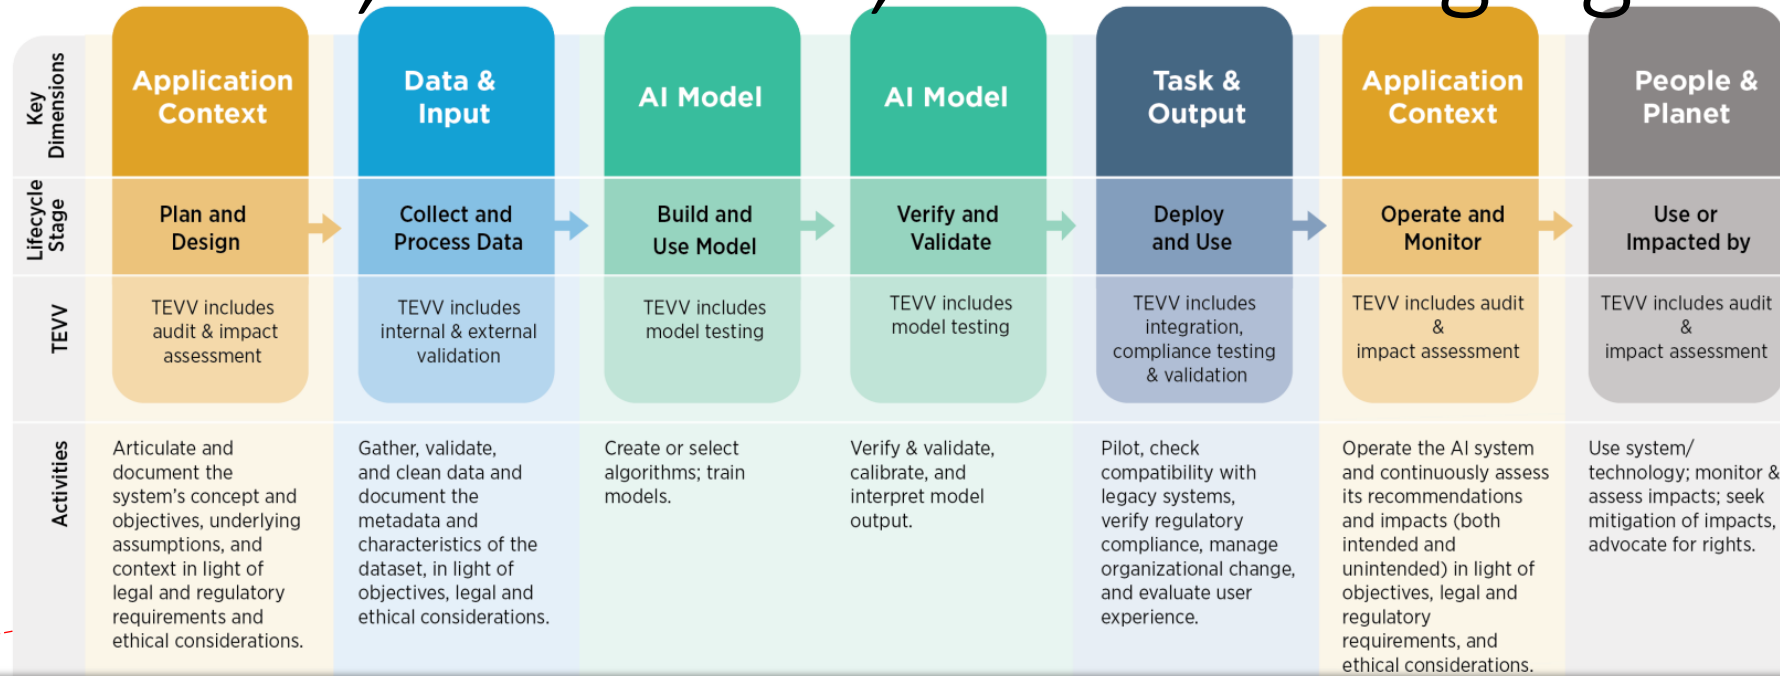 Key
Dimensions
Application
Context
Data &
Input
AI Model
AI Model
Task &
Output
Application
Context
People &
Planet
Lifecycle
Stage
Plan and
Design
Collect and
Process Data
Build and
Use Model
Verify and
Validate
Deploy
and Use
Operate and
Monitor
Use or
Impacted by
TEVV
TEVV includes
audit & impact
assessment
TEVV includes
internal & external
validation
TEVV includes
model testing
TEVV includes
model testing
TEVV includes
integration,
compliance testing
& validation
TEVV includes audit
&
impact assessment
TEVV includes audit
&
impact assessment
Activities
Articulate and
document the
system's concept and
objectives, underlying
assumptions, and
context in light of
legal and regulatory
requirements and
ethical considerations.
Gather, validate,
and clean data and
document the
metadata and
characteristics of the
dataset, in light of
objectives, legal and
ethical considerations.
Create or select
algorithms; train
models.
Verify & validate,
calibrate, and
interpret model
output.
Pilot, check
compatibility with
legacy systems,
verify regulatory
compliance, manage
organizational change,
and evaluate user
experience.
Operate the AI system
and continuously assess
its recommendations
and impacts (both
intended and
unintended) in light of
objectives, legal and
regulatory
requirements, and
ethical considerations.
Use system/
technology; monitor &
assess impacts; seek
mitigation of impacts,
advocate for rights.